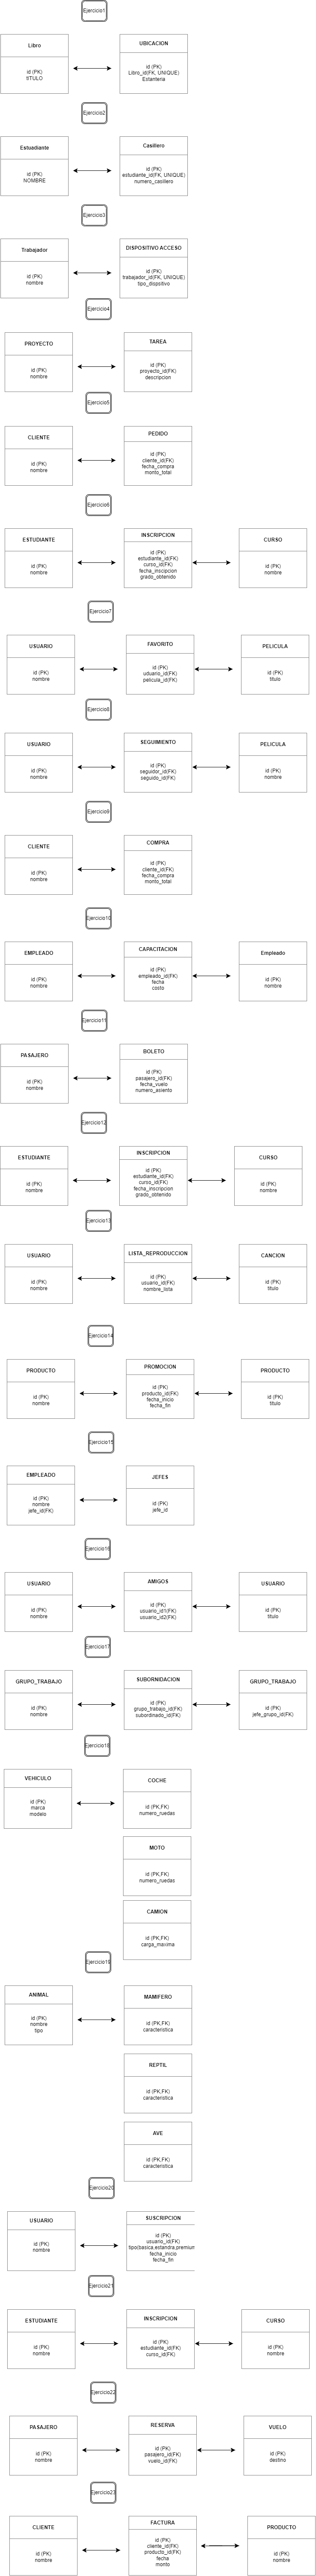 Ejercicio1
Libro
id (PK)
tITULO
UBICACION
id (PK)
Libro_id(FK, UNIQUE)
Estanteria
Ejercicio2
Estuadiante
id (PK)
NOMBRE
Casillero
id (PK)
estudiante_id(FK, UNIQUE)
numero_casillero
Ejercicio3
Trabajador
id (PK)
nombre
DISPOSITIVO ACCESO
id (PK)
trabajador_id(FK, UNIQUE)
tipo_dispsitivo
Ejercicio4
PROYECTO
id (PK)
nombre
TAREA
id (PK)
proyecto_id(FK)
descripcion
Ejercicio5
CLIENTE
id (PK)
nombre
PEDIDO
id (PK)
cliente_id(FK)
fecha_compra
monto_total
Ejercicio6
ESTUDIANTE
id (PK)
nombre
INSCRIPCION
id (PK)
estudiante_id(FK)
curso_id(FK)
fecha_inscipcion
grado_obtenido
CURSO
id (PK)
nombre
Ejercicio7
USUARIO
id (PK)
nombre
FAVORITO
id (PK)
uduario_id(FK)
pelicula_id(FK)
PELICULA
id (PK)
titulo
Ejercicio8
USUARIO
id (PK)
nombre
SEGUIMIENTO
id (PK)
seguidor_id(FK)
seguido_id(FK)
PELICULA
id (PK)
nombre
Ejercicio9
CLIENTE
id (PK)
nombre
COMPRA
id (PK)
cliente_id(FK)
fecha_compra
monto_total
Ejercicio10
EMPLEADO
id (PK)
nombre
CAPACITACION
id (PK)
empleado_id(FK)
fecha
costo
Empleado
id (PK)
nombre
Ejercicio11
PASAJERO
id (PK)
nombre
BOLETO
id (PK)
pasajero_id(FK)
fecha_vuelo
numero_asiento
Ejercicio12
ESTUDIANTE
id (PK)
nombre
INSCRIPCION
id (PK)
estudiante_id(FK)
curso_id(FK)
fecha_inscripcion
grado_obtenido
CURSO
id (PK)
nombre
Ejercicio13
USUARIO
id (PK)
nombre
LISTA_REPRODUCCION
id (PK)
usuario_id(FK)
nombre_lista
CANCION
id (PK)
titulo
Ejercicio14
PRODUCTO
id (PK)
nombre
PROMOCION
id (PK)
producto_id(FK)
fecha_inicio
fecha_fin
PRODUCTO
id (PK)
titulo
Ejercicio15
EMPLEADO
id (PK)
nombre
jefe_id(FK)
JEFES
id (PK)
jefe_id
Ejercicio16
USUARIO
id (PK)
nombre
AMIGOS
id (PK)
usuario_id1(FK)
usuario_id2(FK)
USUARIO
id (PK)
titulo
Ejercicio17
GRUPO_TRABAJO
id (PK)
nombre
SUBORNIDACION
id (PK)
grupo_trabajo_id(FK)
subordinado_id(FK)
GRUPO_TRABAJO
id (PK)
jefe_grupo_id(FK)
Ejercicio18
VEHICULO
id (PK)
marca
modelo
COCHE
id (PK,FK)
numero_ruedas
MOTO
id (PK,FK)
numero_ruedas
CAMION
id (PK,FK)
carga_maxima
Ejercicio19
ANIMAL
id (PK)
nombre
tipo
MAMIFERO
id (PK,FK)
caracteristica
REPTIL
id (PK,FK)
caracteristica
AVE
id (PK,FK)
caracteristica
Ejercicio20
USUARIO
id (PK)
nombre
SUSCRIPCION
id (PK)
usuario_id(FK)
tipo(basica,estandra,premium
fecha_inicio
fecha_fin
Ejercicio21
ESTUDIANTE
id (PK)
nombre
INSCRIPCION
id (PK)
estudiante_id(FK)
curso_id(FK)
CURSO
id (PK)
nombre
Ejercicio22
PASAJERO
id (PK)
nombre
RESERVA
id (PK)
pasajero_id(FK)
vuelo_id(FK)
VUELO
id (PK)
destino
Ejercicio23
CLIENTE
id (PK)
nombre
FACTURA
id (PK)
cliente_id(FK)
producto_id(FK)
fecha
monto
PRODUCTO
id (PK)
nombre